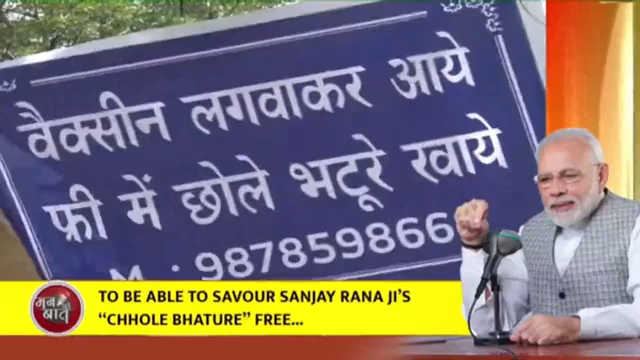 वैक्सीन लगवाकर आये
फ्री में छोले भटूरे खाये
M : 987859866
मन
बात
TO BE ABLE TO SAVOUR SANJAY RANA JI'S
"CHHOLE BHATURE" FREE...